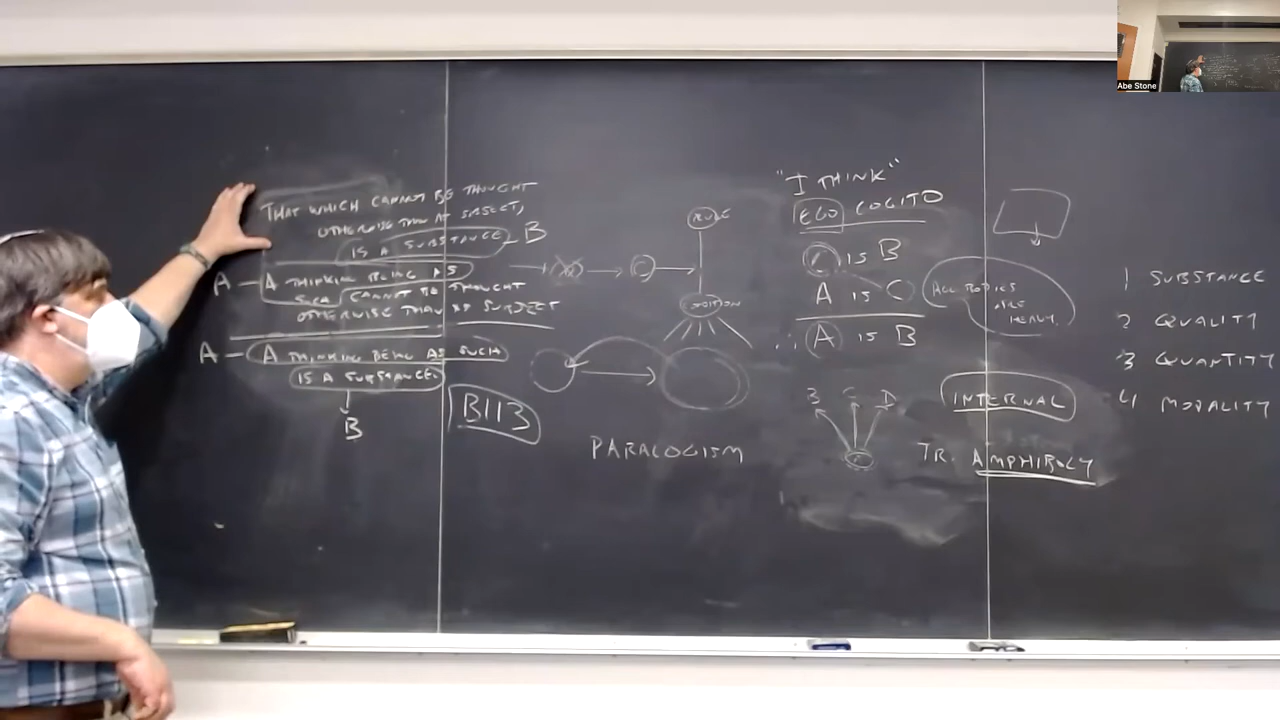 THAT WHICH CANNOT BE THOUGHT
OTHERWISE THAN AS SUBJECT,
IS A SUBSTANCE - B
A - A THINKING BEING AS
SUCH CANNOT BE THOUGHT
OTHERWISE THAN AS SUBJECT
A - A THINKING BEING AS SUCH
IS A SUBSTANCE.
B
B113
C
RULE
PARALOGISM
"I THINK"
EGO COGITO
C IS B
A IS C
∴ A IS B
B C D
ALL BODIES
ARE
HEAVY.
INTERNAL
TR. AMPHIBOLY
1 SUBSTANCE
2 QUALITY
3 QUANTITY
4 MODALITY
Abe Stone